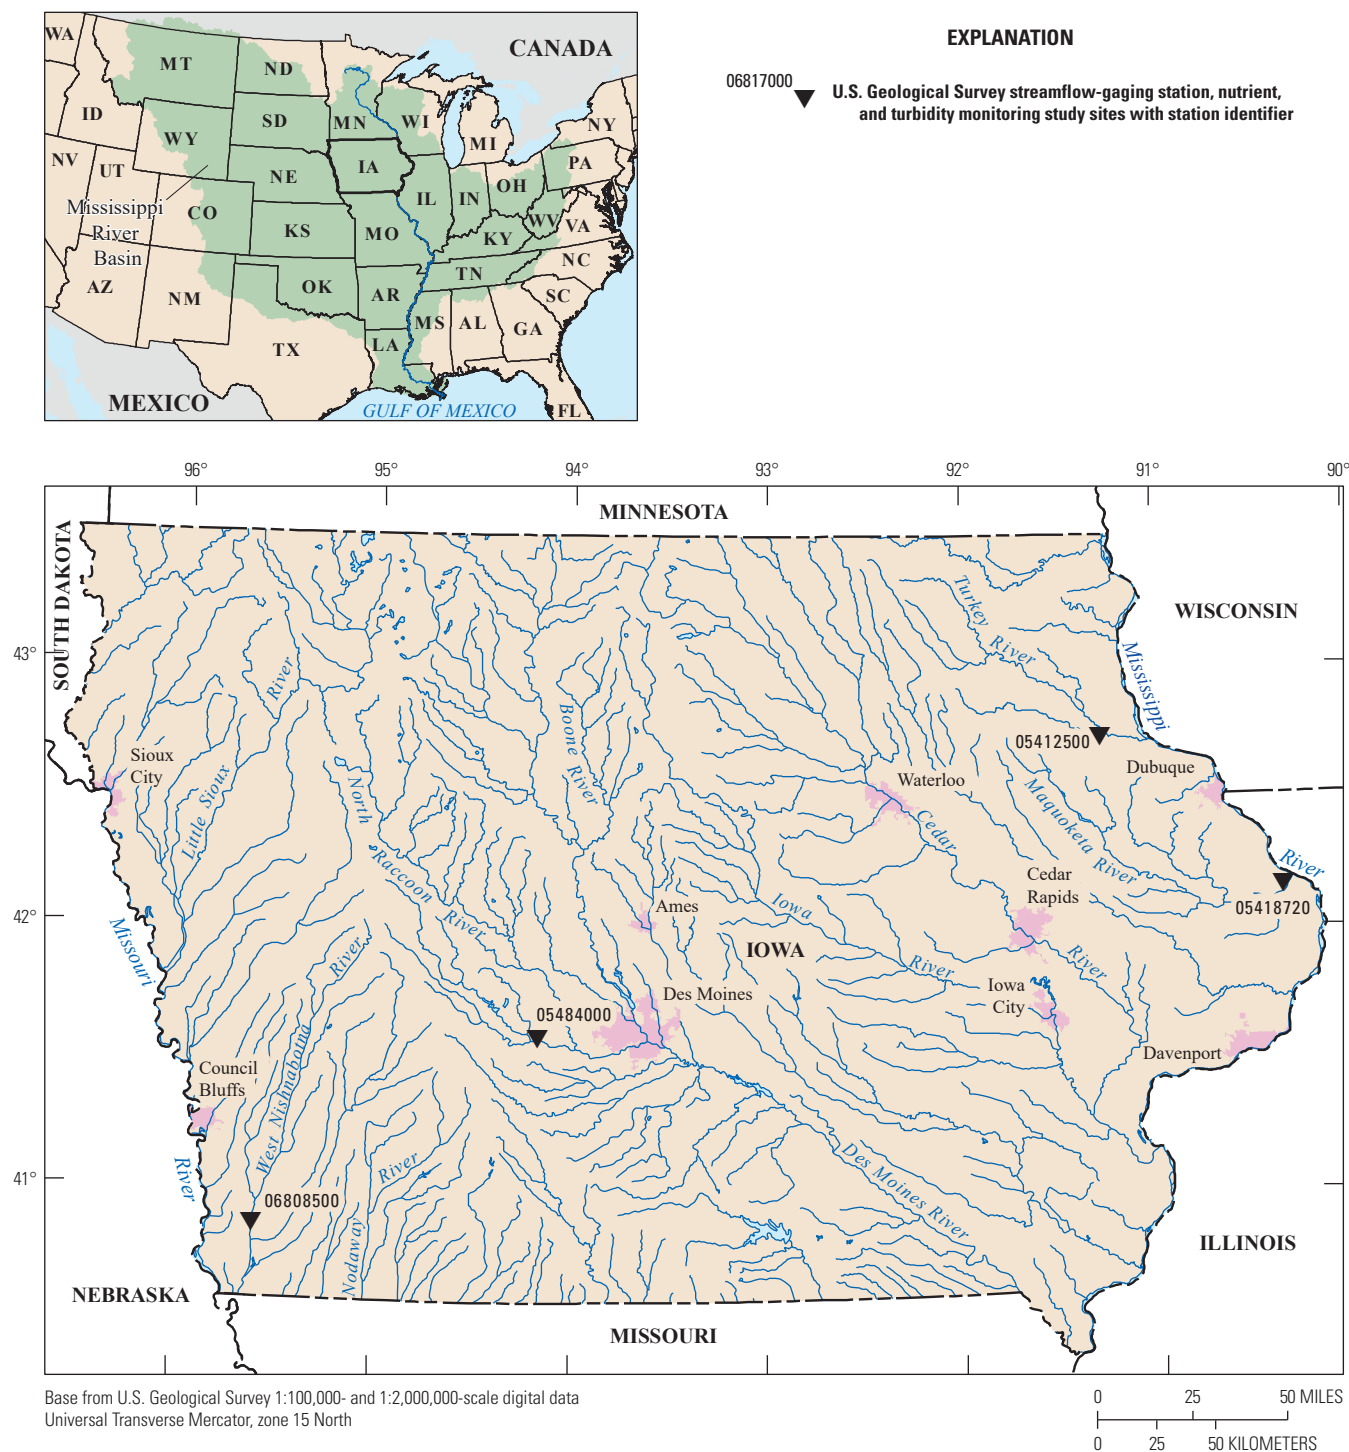 WA
MT
ND
CANADA
ID
SD
MN
WI
MI
NY
WY
NV
UT
NE
IA
IL
IN
OH
PA
Mississippi
River
Basin
CO
KS
MO
KY
WV
VA
AZ
NM
OK
AR
TN
NC
SC
TX
LA
MS
AL
GA
MEXICO
GULF OF MEXICO
FL
EXPLANATION
06817000
U.S. Geological Survey streamflow-gaging station, nutrient,
and turbidity monitoring study sites with station identifier
96°
95°
94°
93°
92°
91°
90°
MINNESOTA
SOUTH DAKOTA
WISCONSIN
43°
Turkey
River
Mississippi
River
Boone River
05412500
Sioux
City
Little Sioux
North
Waterloo
Dubuque
Maquoketa River
Cedar
River
Raccoon
River
Cedar
Rapids
05418720
42°
Ames
Iowa
IOWA
Missouri
River
River
River
Iowa
City
Des Moines
05484000
West Nishnabotna
Davenport
Council
Bluffs
41°
River
River
Des Moines River
06808500
Nodaway
ILLINOIS
NEBRASKA
MISSOURI
Base from U.S. Geological Survey 1:100,000- and 1:2,000,000-scale digital data
Universal Transverse Mercator, zone 15 North
0 25 50 MILES
0 25 50 KILOMETERS